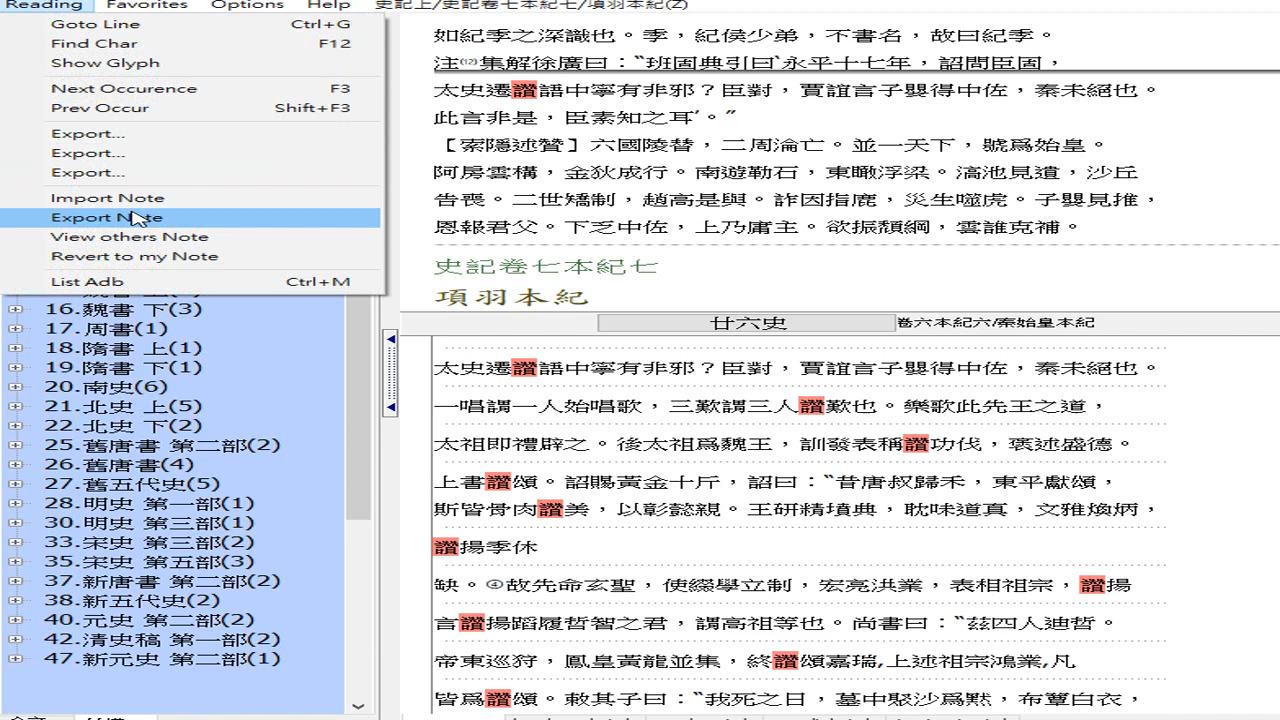 Reading Favorites Options Help 史記上/史記卷七本紀七/項羽本紀(Z)
Goto Line Ctrl+G
Find Char F12
Show Glyph
Next Occurence F3
Prev Occur Shift+F3
Export...
Export...
Export...
Import Note
Export Note
View others Note
Revert to my Note
List Adb Ctrl+M
16.魏書 下(3)
17.周書(1)
18.隋書 上(1)
19.隋書 下(1)
20.南史(6)
21.北史 上(5)
22.北史 下(2)
25.舊唐書 第二部(2)
26.舊唐書(4)
27.舊五代史(5)
28.明史 第一部(1)
30.明史 第三部(1)
33.宋史 第三部(2)
35.宋史 第五部(3)
37.新唐書 第二部(2)
38.新五代史(2)
40.元史 第二部(2)
42.清史稿 第一部(2)
47.新元史 第二部(1)
如紀季之深識也。季，紀侯少弟，不書名，故曰紀季。
注⑿集解徐廣曰：“班固典引曰‘永平十七年，詔問臣固，
太史遷讚語中寧有非邪？臣對，賈誼言子嬰得中佐，秦未絕也。
此言非是，臣素知之耳’。”
【索隱述贊】六國陵替，二周淪亡。並一天下，號爲始皇。
阿房雲構，金狄成行。南遊勒石，東瞰浮梁。滈池見遺，沙丘
告喪。二世矯制，趙高是與。詐因指鹿，災生噬虎。子嬰見推，
恩報君父。下乏中佐，上乃庸主。欲振頹綱，雲誰克補。
史記卷七本紀七
項羽本紀
廿六史 卷六本紀六/秦始皇本紀
太史遷讚語中寧有非邪？臣對，賈誼言子嬰得中佐，秦未絕也。
一唱謂一人始唱歌，三歎謂三人讚歎也。樂歌此先王之道，
太祖即禮辟之。後太祖爲魏王，訓發表稱讚功伐，襃述盛德。
上書讚頌。詔賜黃金十斤，詔曰：“昔唐叔歸禾，東平獻頌，
斯皆骨肉讚美，以彰懿親。王研精墳典，耽味道真，文雅煥炳，
讚揚季休
缺。④故先命玄聖，使綴學立制，宏亮洪業，表相祖宗，讚揚
言讚揚蹈履哲智之君，謂高祖等也。尚書曰：“茲四人迪哲。
帝東巡狩，鳳皇黃龍並集，終讚頌嘉瑞,上述祖宗鴻業,凡
皆爲讚頌。敕其子曰：“我死之日，墓中聚沙爲默，布簟白衣，